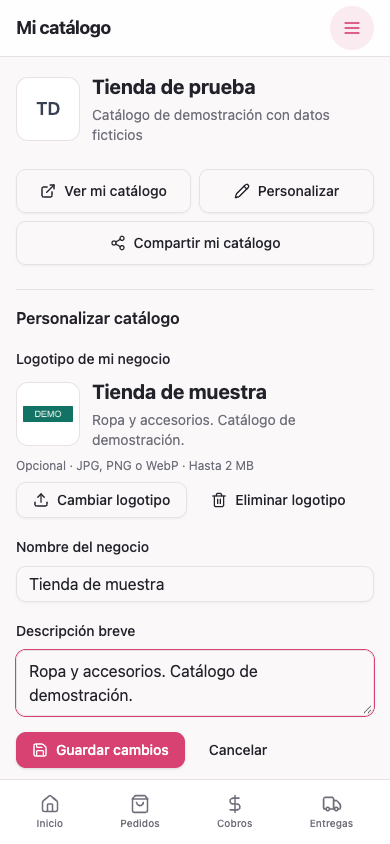 Mi catálogo
TD
Tienda de prueba
Catálogo de demostración con datos
ficticios
Ver mi catálogo
Personalizar
Compartir mi catálogo
Personalizar catálogo
Logotipo de mi negocio
DEMO
Tienda de muestra
Ropa y accesorios. Catálogo de
demostración.
Opcional · JPG, PNG o WebP · Hasta 2 MB
Cambiar logotipo
Eliminar logotipo
Nombre del negocio
Tienda de muestra
Descripción breve
Ropa y accesorios. Catálogo de
demostración.
Guardar cambios
Cancelar
Inicio
Pedidos
Cobros
Entregas